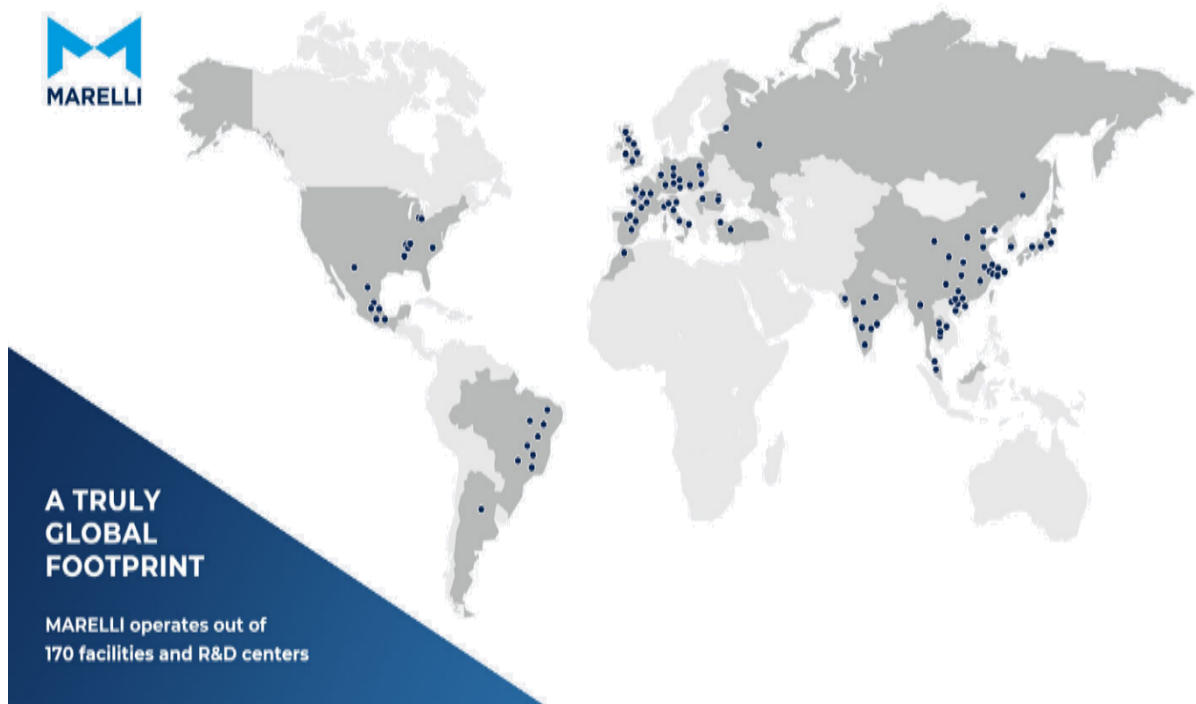 MARELLI
A TRULY
GLOBAL
FOOTPRINT
MARELLI operates out of
170 facilities and R&D centers